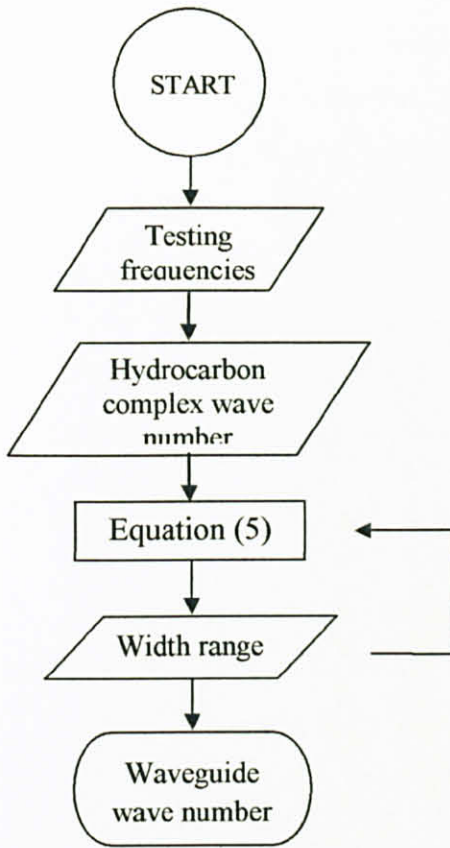 START
Testing
frequencies
Hydrocarbon
complex wave
number
Equation (5)
Width range
Waveguide
wave number